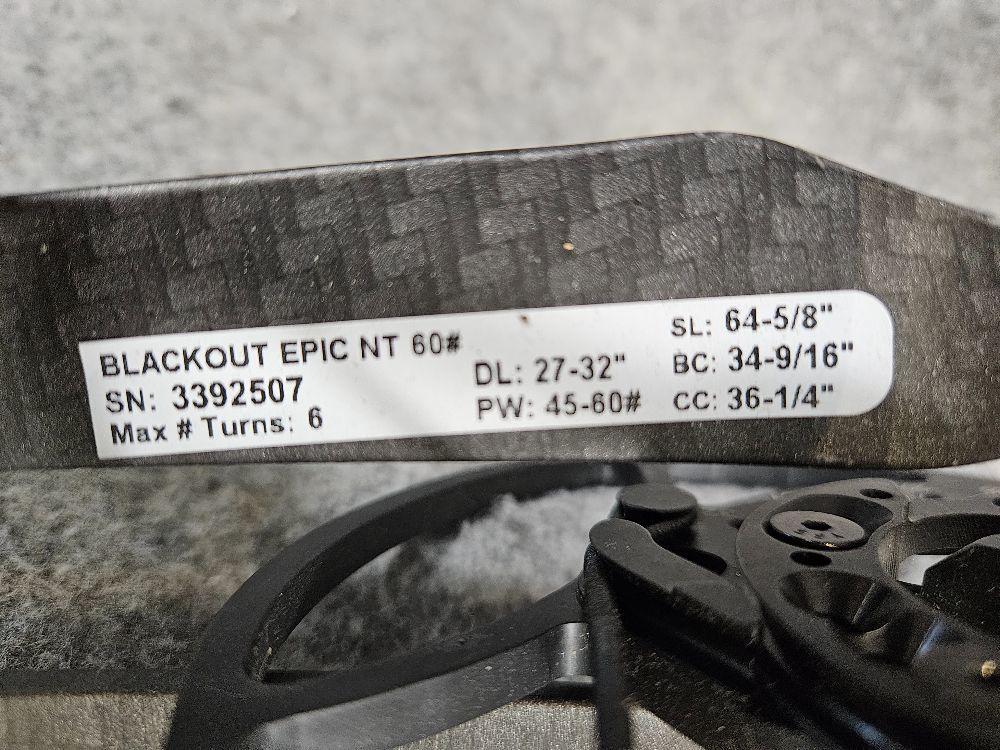 BLACKOUT EPIC NT 60#
SN: 3392507
Max # Turns: 6
DL: 27-32"
PW: 45-60#
SL: 64-5/8"
BC: 34-9/16"
CC: 36-1/4"